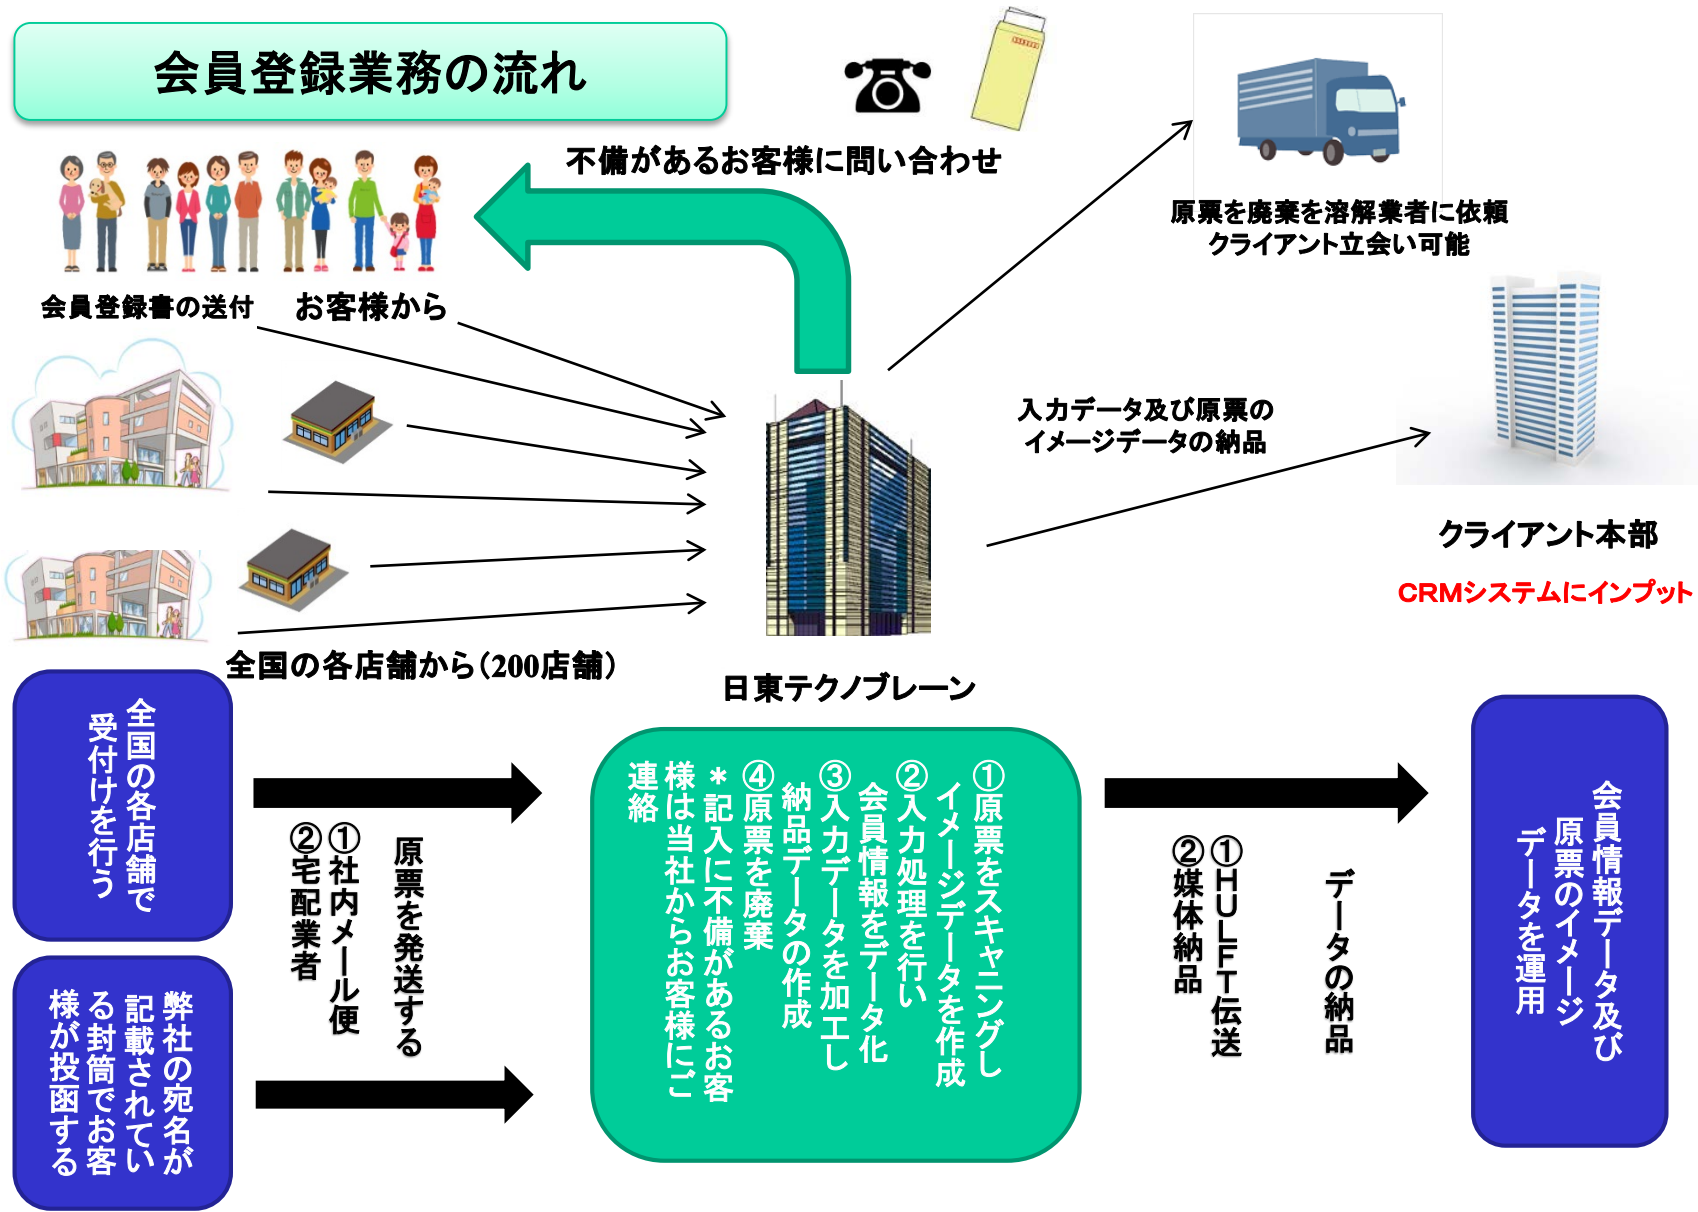 会員登録業務の流れ
不備があるお客様に問い合わせ
原票を廃棄を溶解業者に依頼
クライアント立会い可能
会員登録書の送付
お客様から
入力データ及び原票の
イメージデータの納品
クライアント本部
CRMシステムにインプット
全国の各店舗から(200店舗)
日東テクノブレーン
全国の各店舗で
受付けを行う
弊社の宛名が
記載されてい
る封筒でお客
様が投函する
原票を発送する
①社内メール便
②宅配業者
①原票をスキャニングし
イメージデータを作成
②入力処理を行い
会員情報をデータ化
③入力データを加工し
納品データの作成
④原票を廃棄
*記入に不備があるお客
様は当社からお客様にご
連絡
データの納品
①HULFT伝送
②媒体納品
会員情報データ及び
原票のイメージ
データを運用